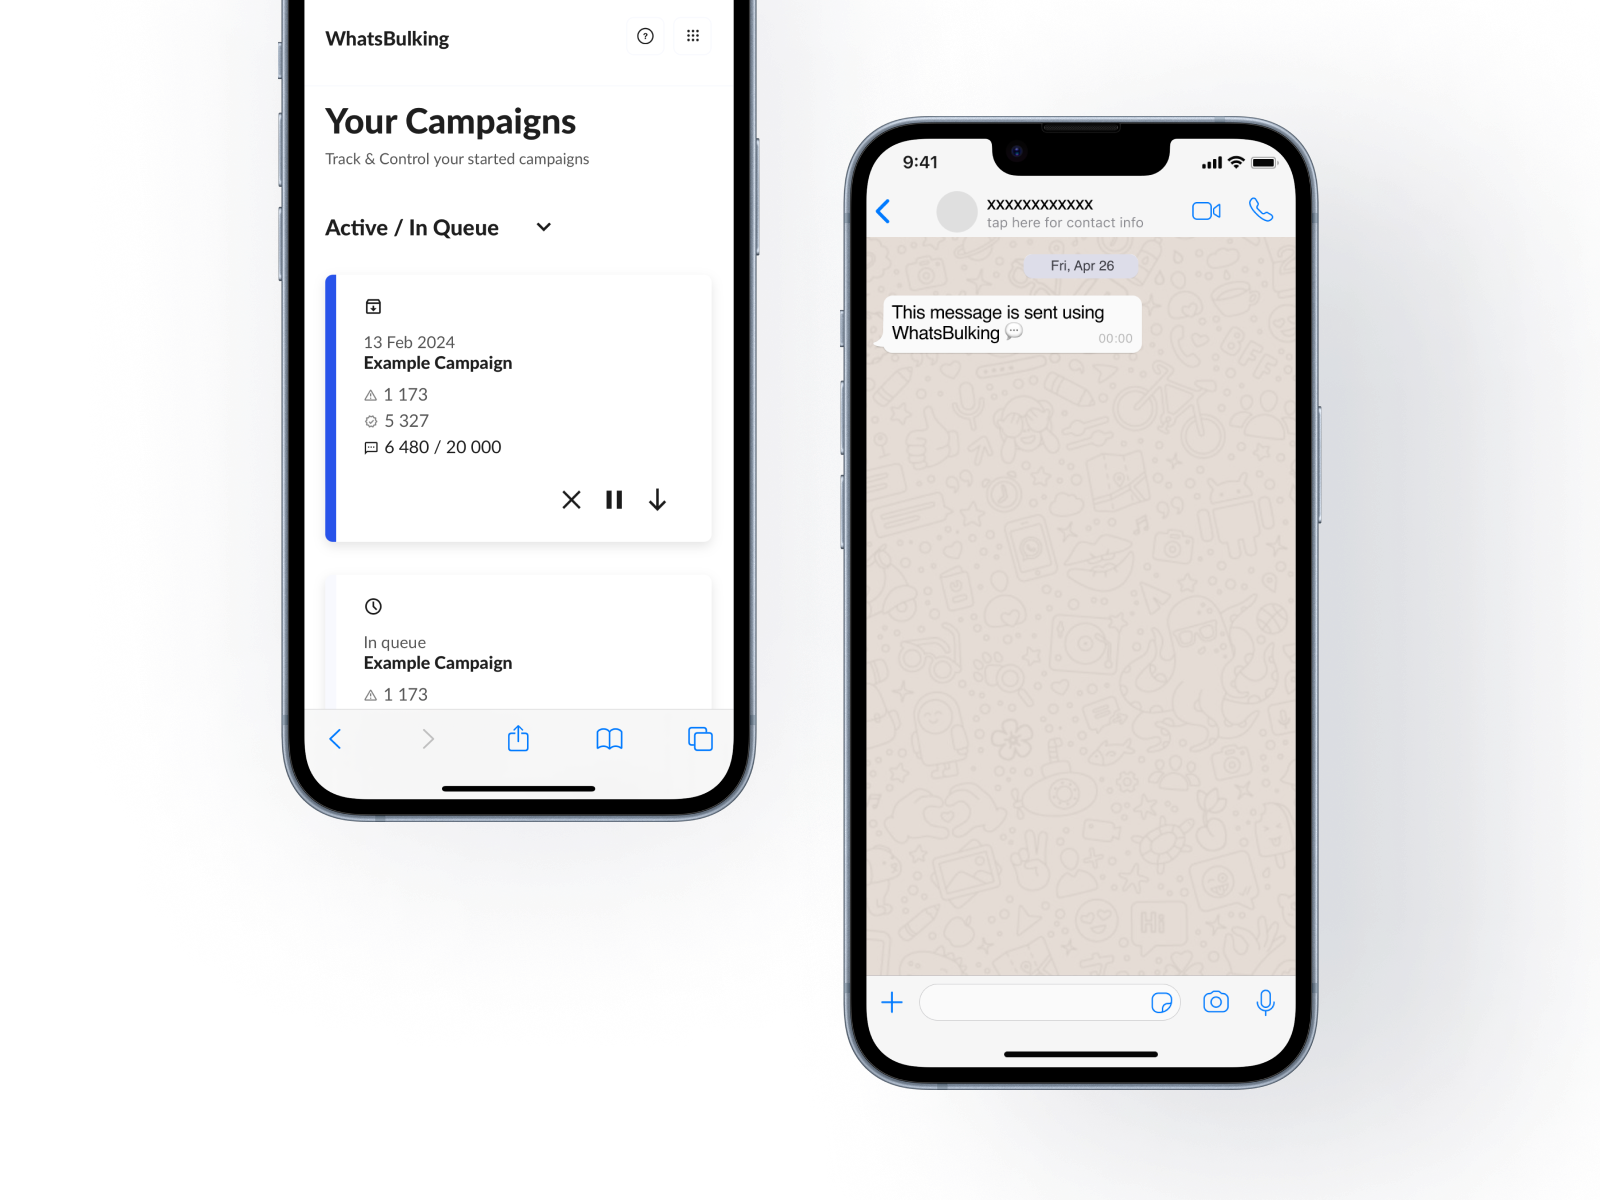 WhatsBulking
Your Campaigns
Track & Control your started campaigns
Active / In Queue
13 Feb 2024
Example Campaign
1 173
5 327
6 480 / 20 000
In queue
Example Campaign
1 173
9:41
xxxxxxxxxxxx
tap here for contact info
Fri, Apr 26
This message is sent using
WhatsBulking 💬
00:00
Hi